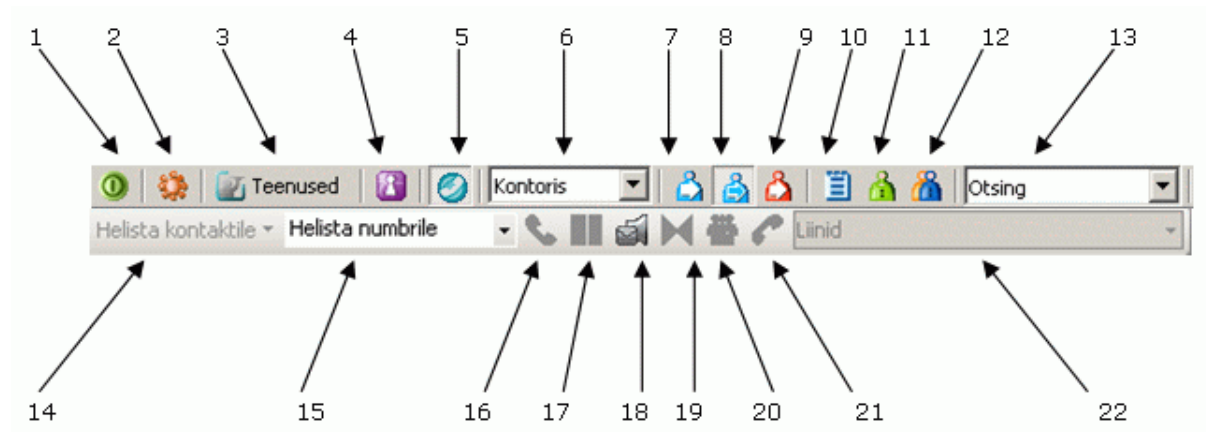 1 2 3 4 5 6 7 8 9 10 11 12 13
Teenused Kontoris Otsing
Helista kontaktile Helista numbrile Liinid
14 15 16 17 18 19 20 21 22